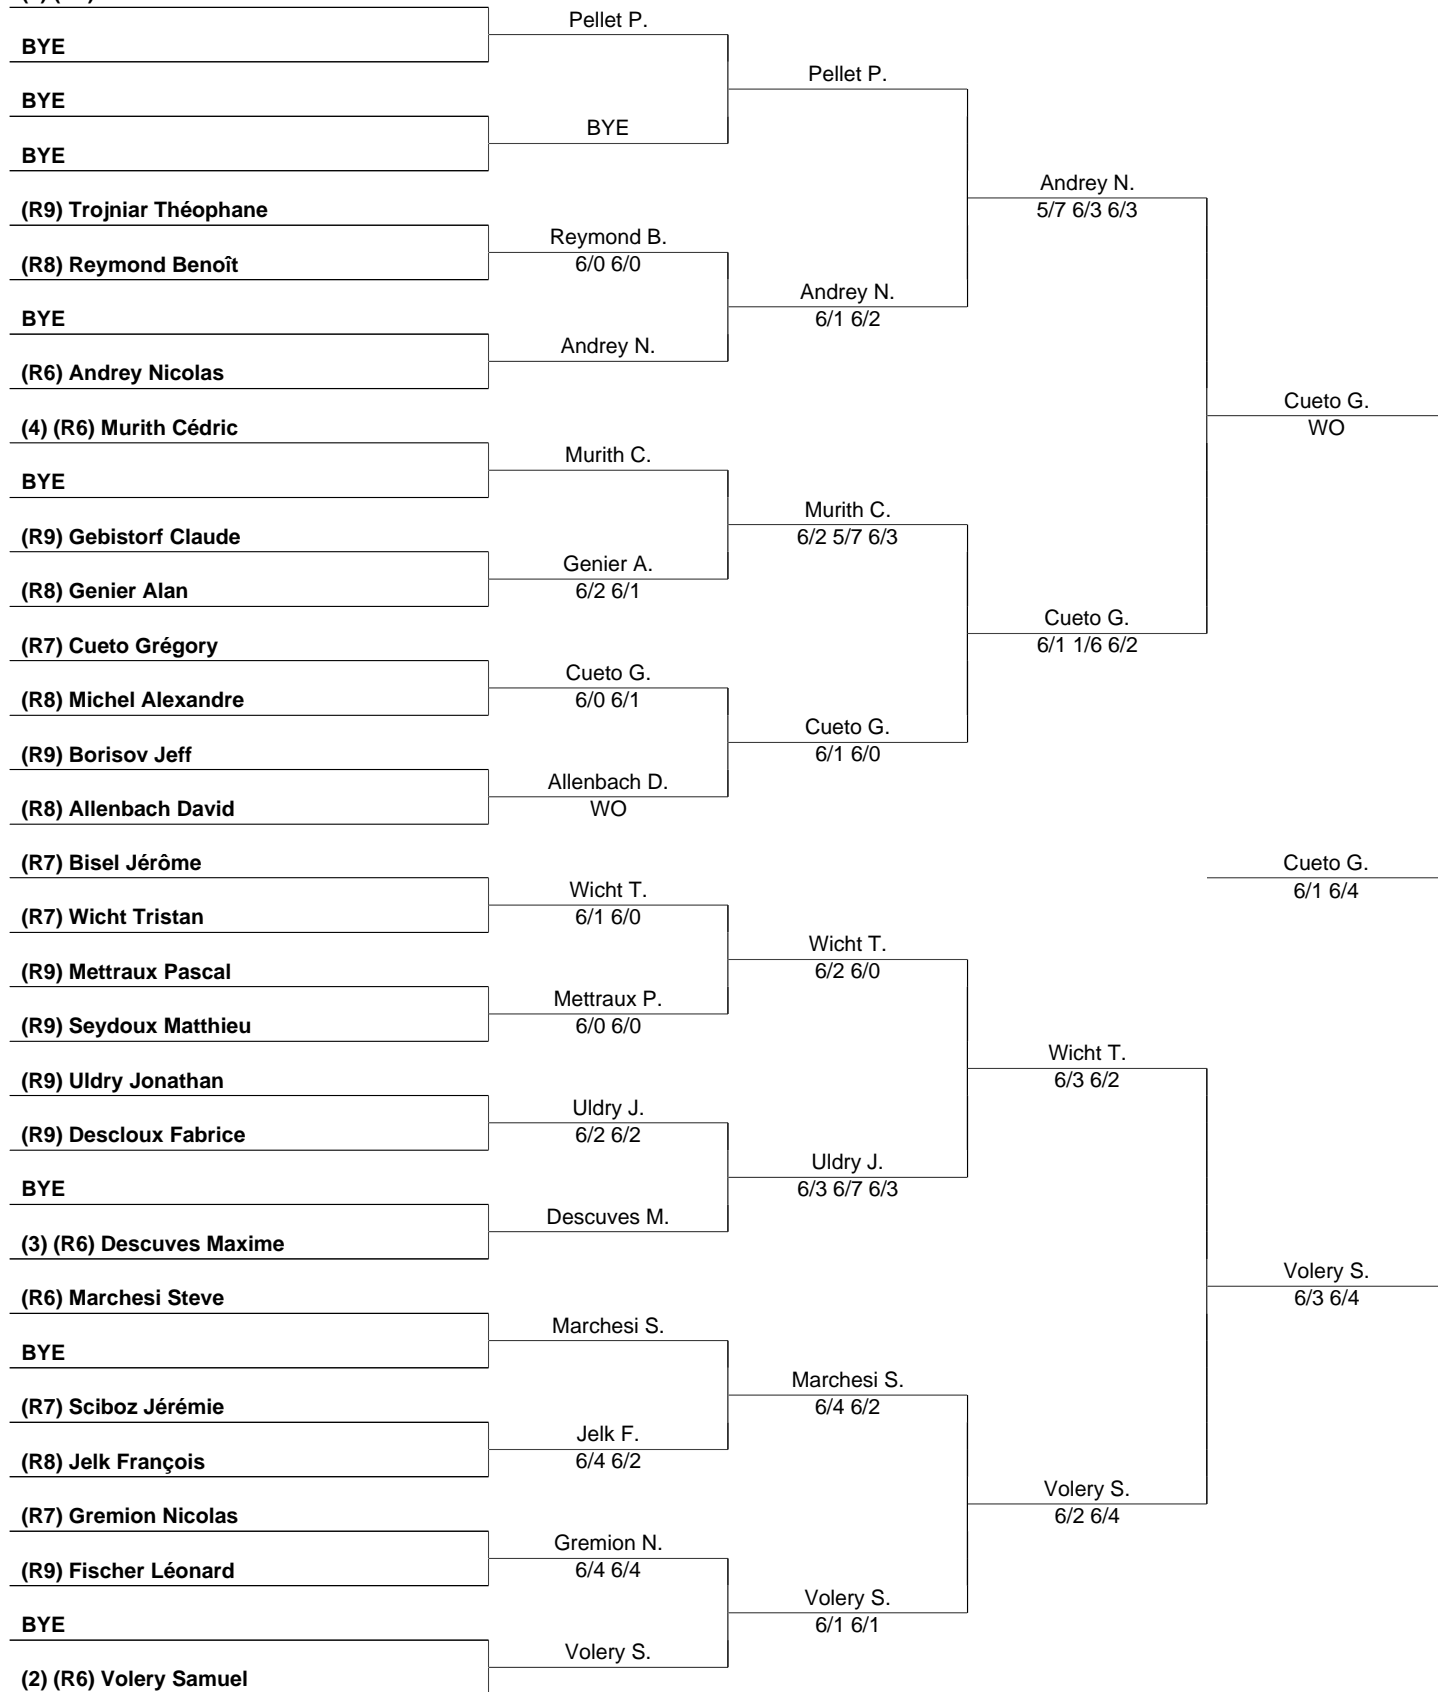 BYE
BYE
BYE
(R9) Trojniar Théophane
(R8) Reymond Benoît
BYE
(R6) Andrey Nicolas
(4) (R6) Murith Cédric
BYE
(R9) Gebistorf Claude
(R8) Genier Alan
(R7) Cueto Grégory
(R8) Michel Alexandre
(R9) Borisov Jeff
(R8) Allenbach David
(R7) Bisel Jérôme
(R7) Wicht Tristan
(R9) Mettraux Pascal
(R9) Seydoux Matthieu
(R9) Uldry Jonathan
(R9) Descloux Fabrice
BYE
(3) (R6) Descuves Maxime
(R6) Marchesi Steve
BYE
(R7) Sciboz Jérémie
(R8) Jelk François
(R7) Gremion Nicolas
(R9) Fischer Léonard
BYE
(2) (R6) Volery Samuel
Pellet P.
BYE
Reymond B.
6/0 6/0
Andrey N.
Murith C.
Genier A.
6/2 6/1
Cueto G.
6/0 6/1
Allenbach D.
WO
Wicht T.
6/1 6/0
Mettraux P.
6/0 6/0
Uldry J.
6/2 6/2
Descuves M.
Marchesi S.
Jelk F.
6/4 6/2
Gremion N.
6/4 6/4
Volery S.
Pellet P.
Andrey N.
6/1 6/2
Murith C.
6/2 5/7 6/3
Cueto G.
6/1 6/0
Wicht T.
6/2 6/0
Uldry J.
6/3 6/7 6/3
Marchesi S.
6/4 6/2
Volery S.
6/1 6/1
Andrey N.
5/7 6/3 6/3
Cueto G.
6/1 1/6 6/2
Wicht T.
6/3 6/2
Volery S.
6/2 6/4
Cueto G.
WO
Volery S.
6/3 6/4
Cueto G.
6/1 6/4